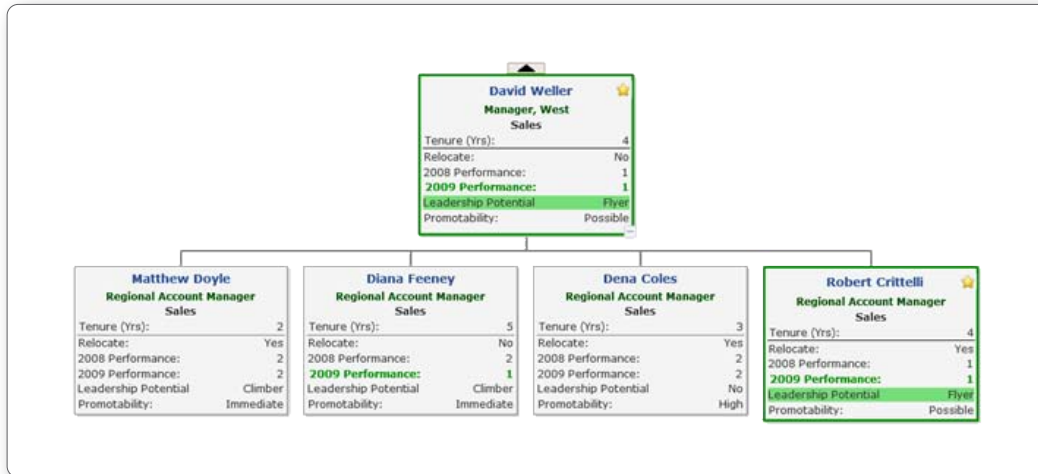 David Weller
Manager, West
Sales
Tenure (Yrs): 4
Relocate: No
2008 Performance: 1
2009 Performance: 1
Leadership Potential Flyer
Promotability: Possible
Matthew Doyle
Regional Account Manager
Sales
Tenure (Yrs): 2
Relocate: Yes
2008 Performance: 2
2009 Performance: 2
Leadership Potential Climber
Promotability: Immediate
Diana Feeney
Regional Account Manager
Sales
Tenure (Yrs): 5
Relocate: No
2008 Performance: 2
2009 Performance: 1
Leadership Potential Climber
Promotability: Immediate
Dena Coles
Regional Account Manager
Sales
Tenure (Yrs): 3
Relocate: Yes
2008 Performance: 2
2009 Performance: 2
Leadership Potential No
Promotability: High
Robert Crittelli
Regional Account Manager
Sales
Tenure (Yrs): 4
Relocate: Yes
2008 Performance: 1
2009 Performance: 1
Leadership Potential Flyer
Promotability: Possible